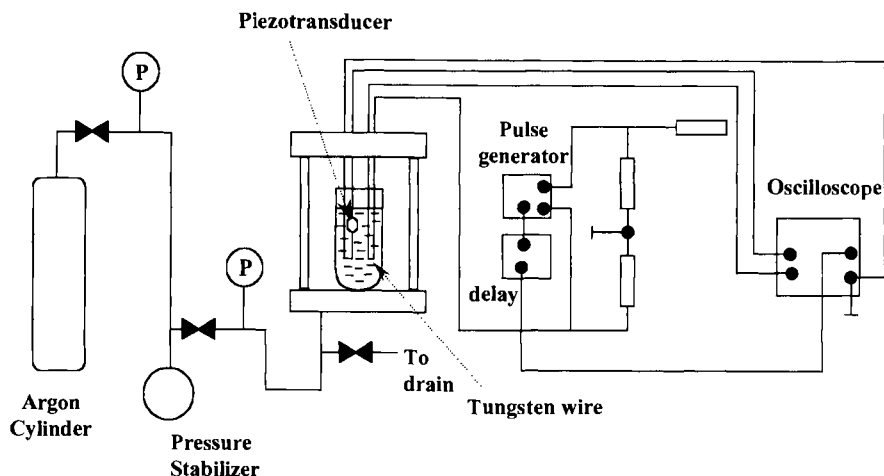 Piezotransducer
P
Pulse
generator
Oscilloscope
P
delay
To
drain
Argon
Cylinder
Tungsten wire
Pressure
Stabilizer